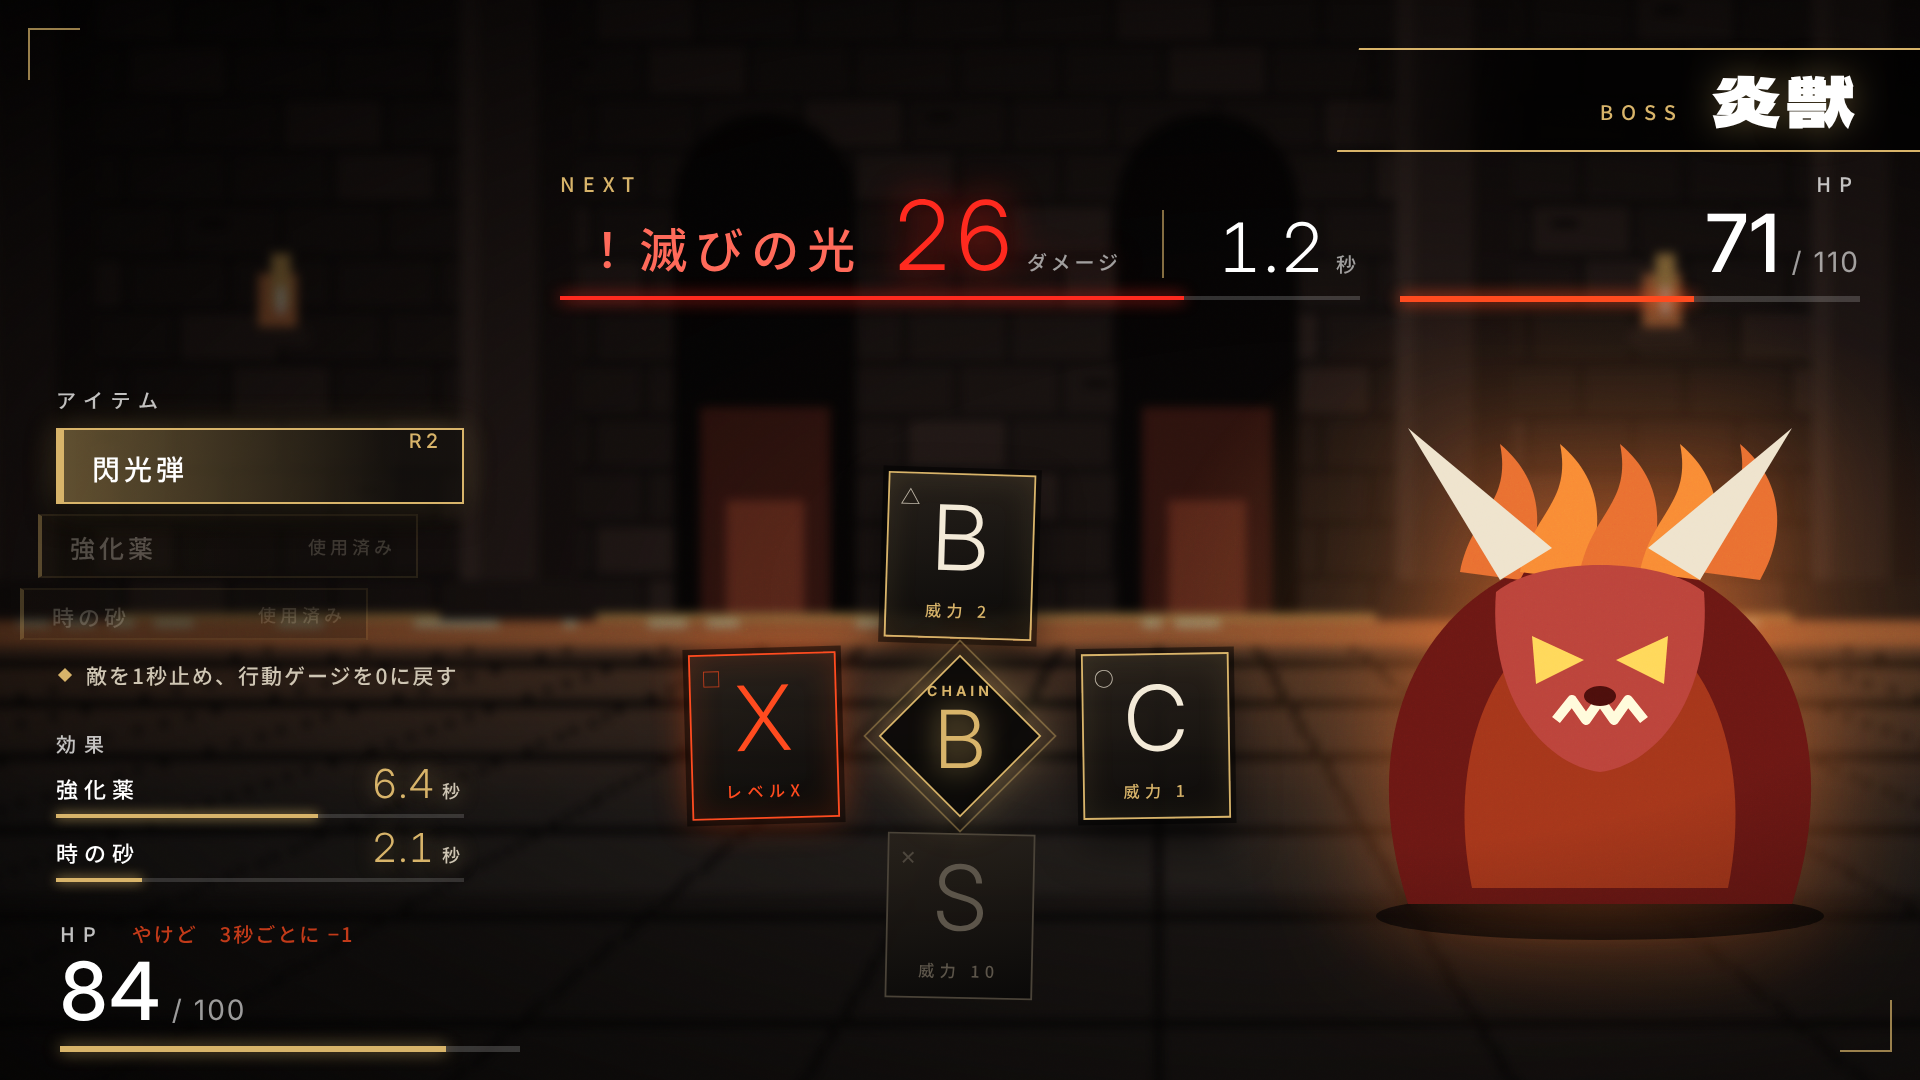 BOSS 炎獣
NEXT
！滅びの光 26 ダメージ 1.2 秒
HP
71 / 110
アイテム
R2
閃光弾
強化薬 使用済み
時の砂 使用済み
◆ 敵を1秒止め、行動ゲージを0に戻す
効果
強化薬 6.4 秒
時の砂 2.1 秒
HP やけど 3秒ごとに −1
84 / 100
△
B
威力 2
□
X
レベルX
CHAIN
B
○
C
威力 1
×
S
威力 10